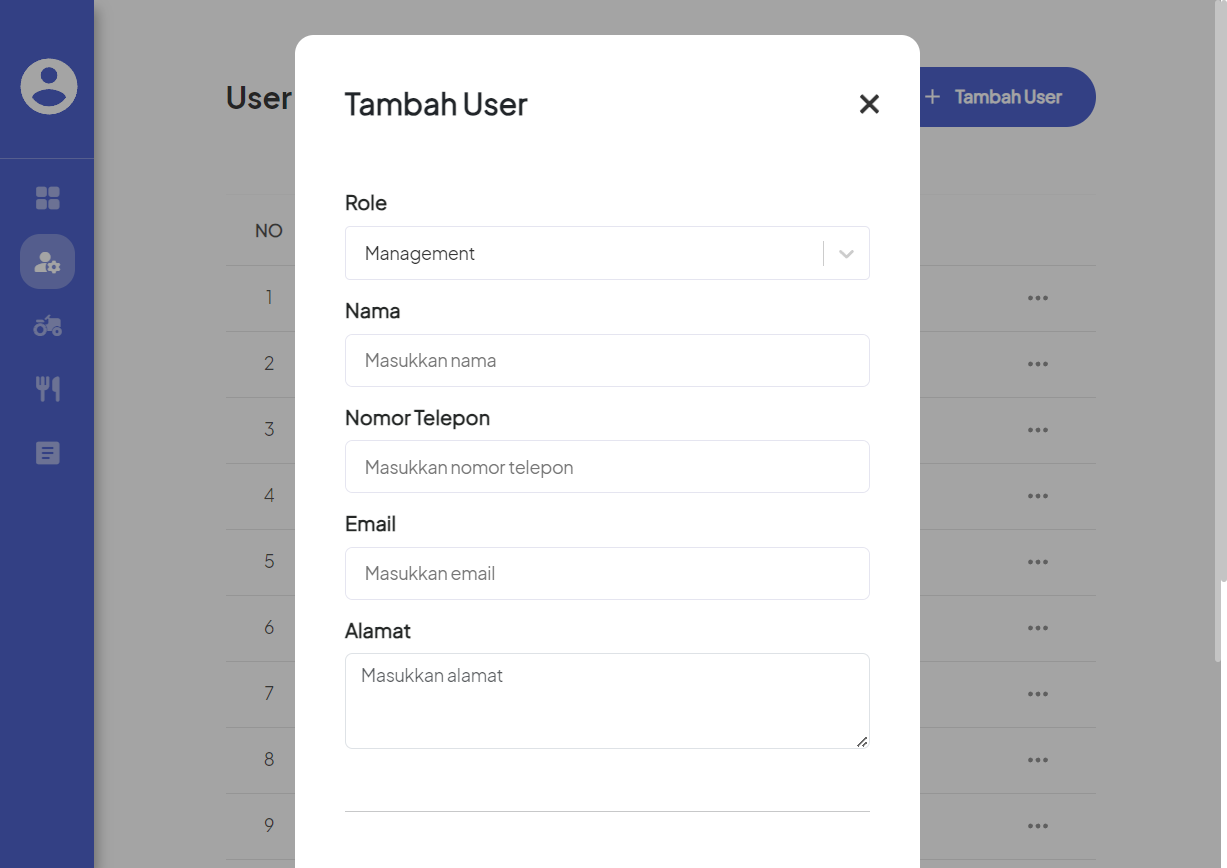 User
Tambah User
Tambah User
NO
1
2
3
4
5
6
7
8
9
Role
Management
Nama
Masukkan nama
Nomor Telepon
Masukkan nomor telepon
Email
Masukkan email
Alamat
Masukkan alamat